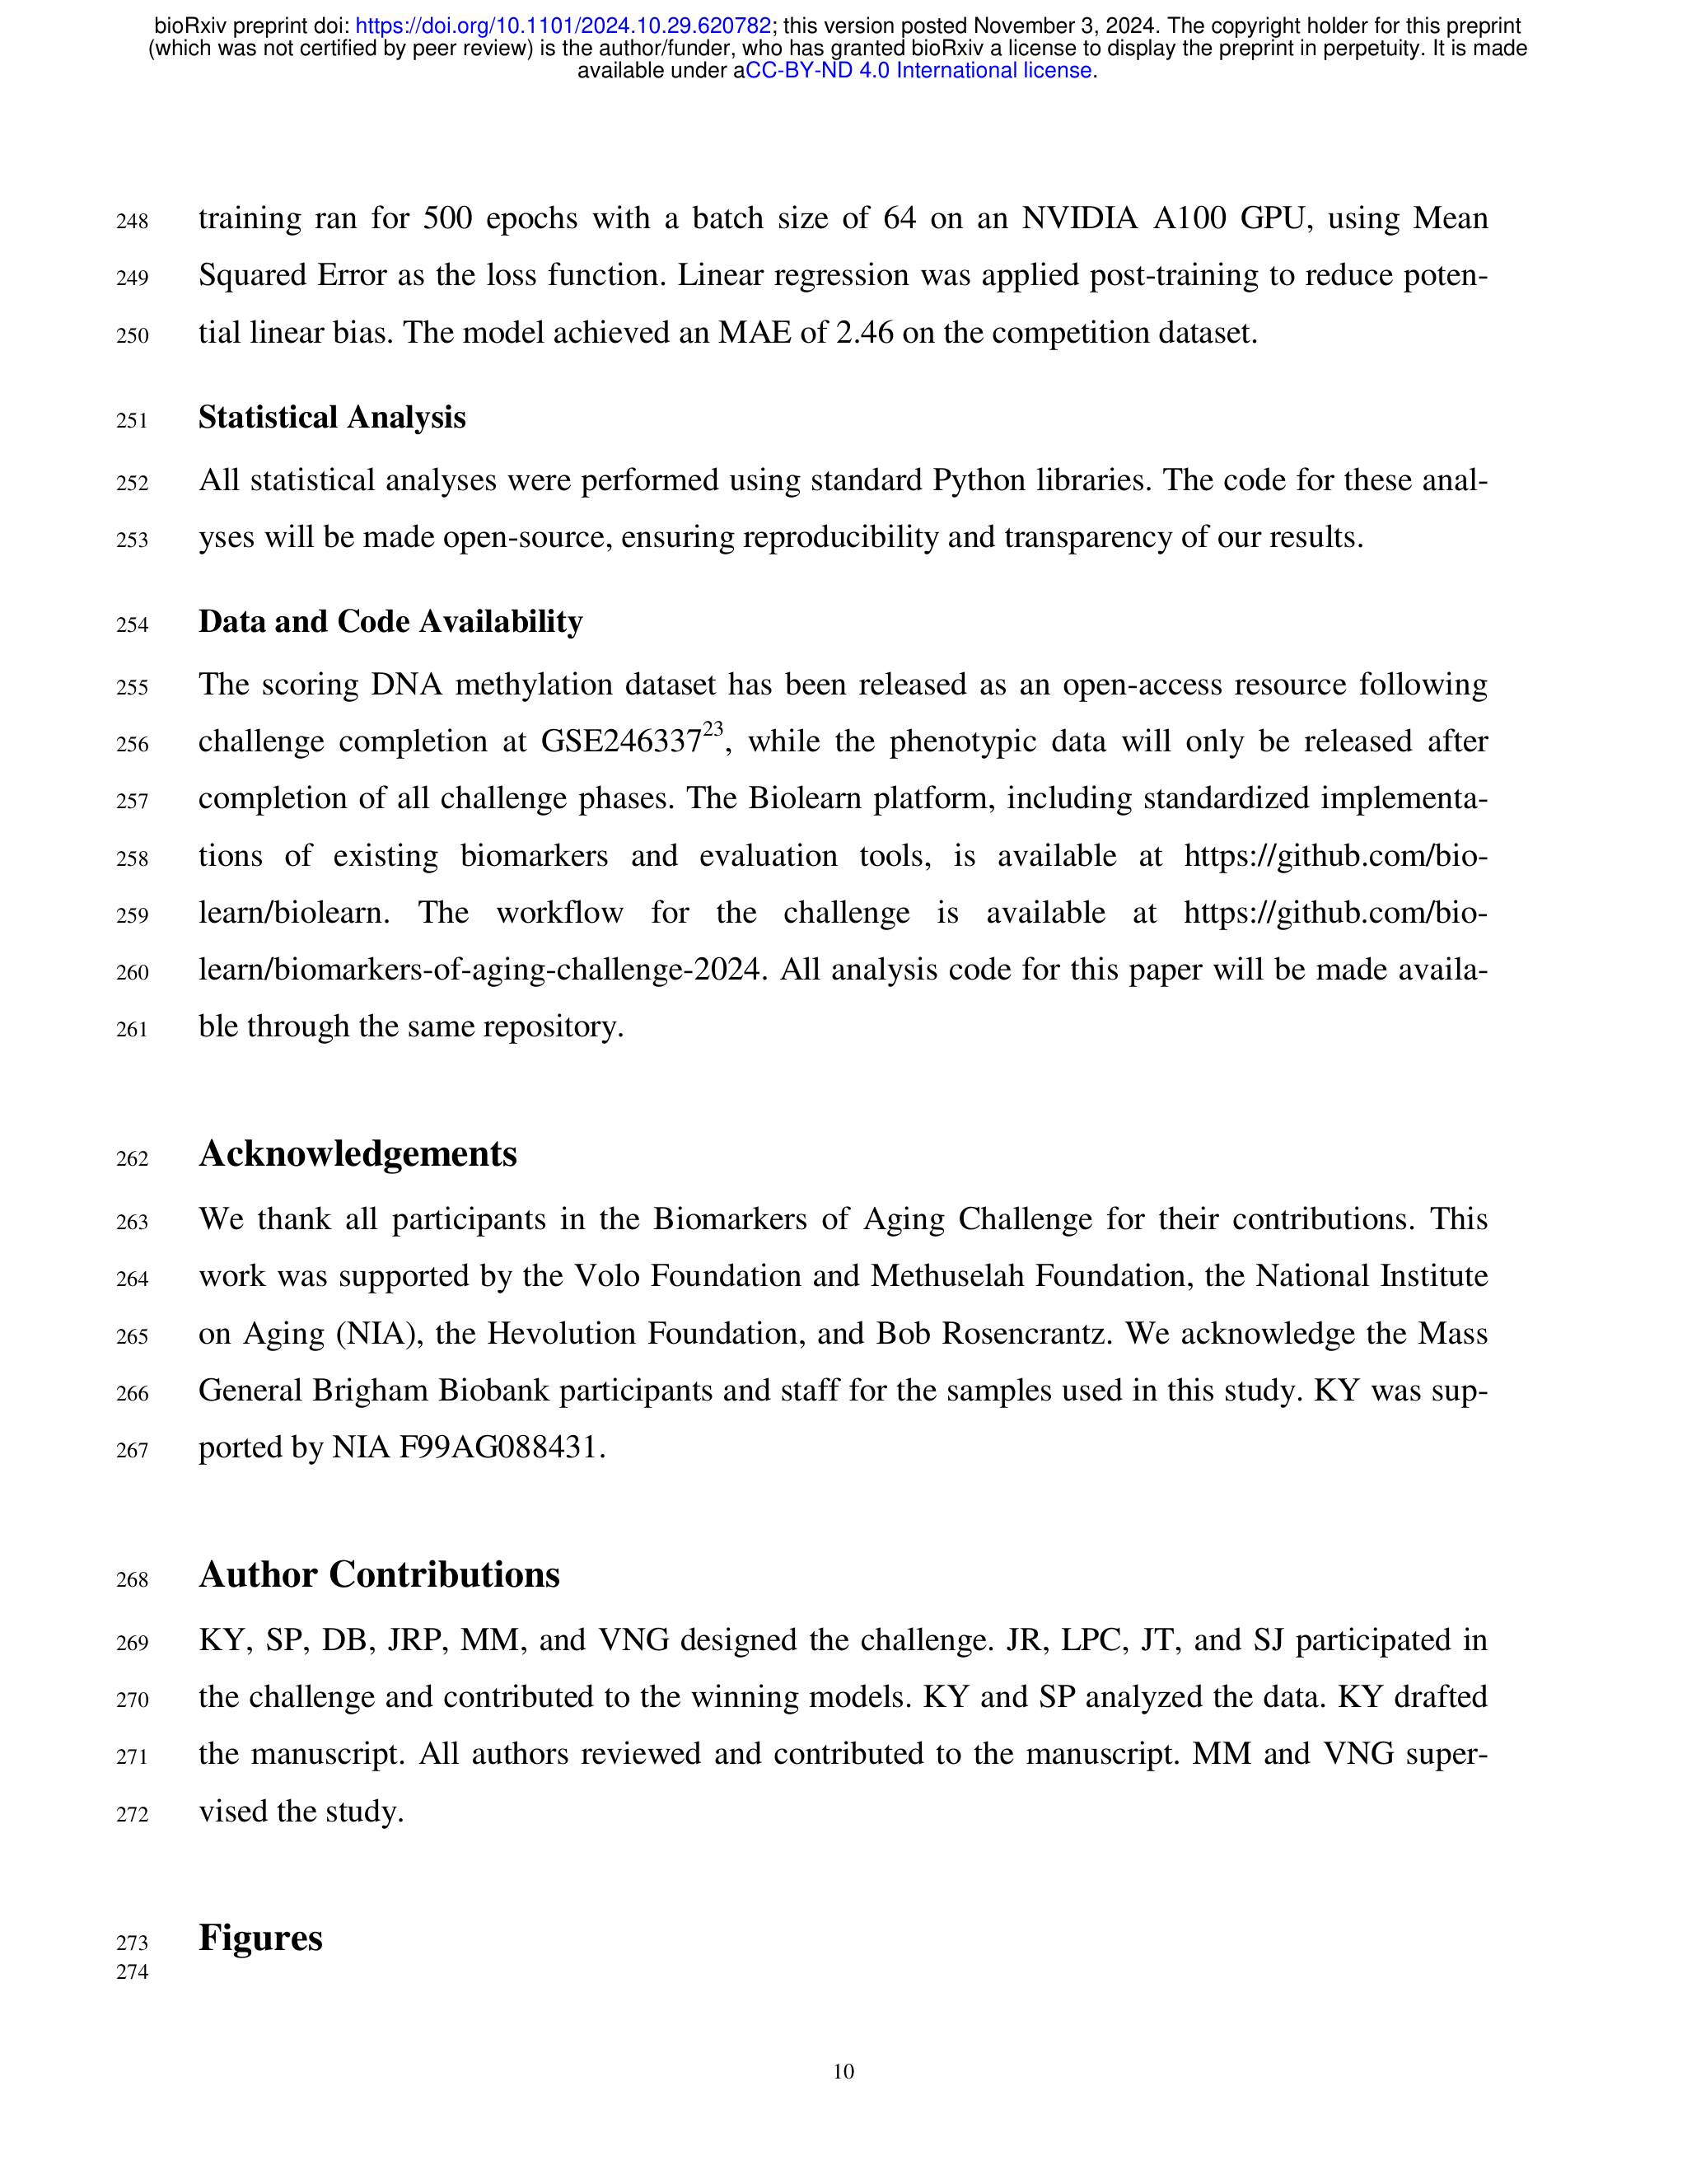 bioRxiv preprint doi: https://doi.org/10.1101/2024.10.29.620782; this version posted November 3, 2024. The copyright holder for this preprint
(which was not certified by peer review) is the author/funder, who has granted bioRxiv a license to display the preprint in perpetuity. It is made
available under aCC-BY-ND 4.0 International license.
248 training ran for 500 epochs with a batch size of 64 on an NVIDIA A100 GPU, using Mean
249 Squared Error as the loss function. Linear regression was applied post-training to reduce poten-
250 tial linear bias. The model achieved an MAE of 2.46 on the competition dataset.
251 Statistical Analysis
252 All statistical analyses were performed using standard Python libraries. The code for these anal-
253 yses will be made open-source, ensuring reproducibility and transparency of our results.
254 Data and Code Availability
255 The scoring DNA methylation dataset has been released as an open-access resource following
256 challenge completion at GSE246337²³, while the phenotypic data will only be released after
257 completion of all challenge phases. The Biolearn platform, including standardized implementa-
258 tions of existing biomarkers and evaluation tools, is available at https://github.com/bio-
259 learn/biolearn. The workflow for the challenge is available at https://github.com/bio-
260 learn/biomarkers-of-aging-challenge-2024. All analysis code for this paper will be made availa-
261 ble through the same repository.
262 Acknowledgements
263 We thank all participants in the Biomarkers of Aging Challenge for their contributions. This
264 work was supported by the Volo Foundation and Methuselah Foundation, the National Institute
265 on Aging (NIA), the Hevolution Foundation, and Bob Rosencrantz. We acknowledge the Mass
266 General Brigham Biobank participants and staff for the samples used in this study. KY was sup-
267 ported by NIA F99AG088431.
268 Author Contributions
269 KY, SP, DB, JRP, MM, and VNG designed the challenge. JR, LPC, JT, and SJ participated in
270 the challenge and contributed to the winning models. KY and SP analyzed the data. KY drafted
271 the manuscript. All authors reviewed and contributed to the manuscript. MM and VNG super-
272 vised the study.
273 Figures
274
10